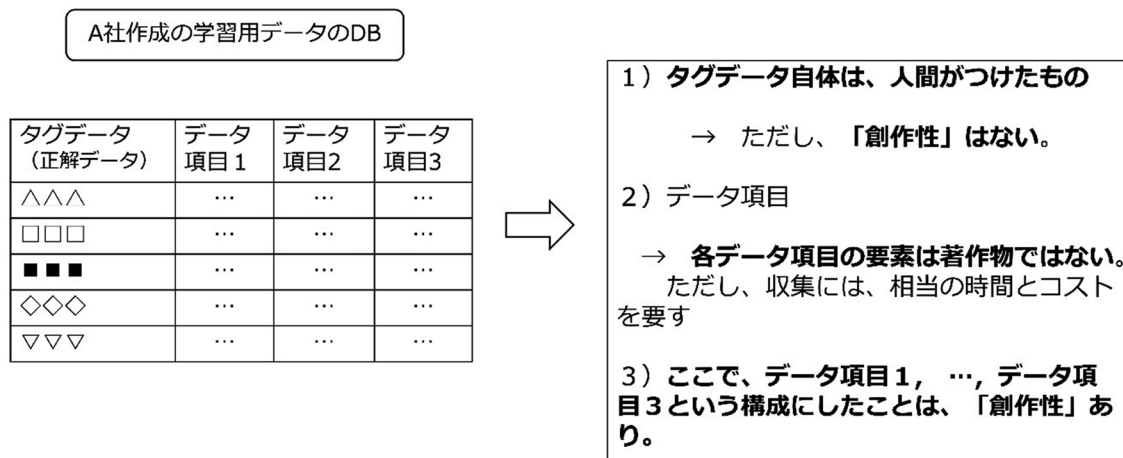 A社作成の学習用データのDB
タグデータ データ データ データ
（正解データ） 項目１ 項目2 項目3
△△△ … … …
□□□ … … …
■■■ … … …
◇◇◇ … … …
▽▽▽ … … …
１）タグデータ自体は、人間がつけたもの
→ ただし、「創作性」はない。
２）データ項目
→ 各データ項目の要素は著作物ではない。
ただし、収集には、相当の時間とコスト
を要す
３）ここで、データ項目１， …，データ項
目３という構成にしたことは、「創作性」あ
り。